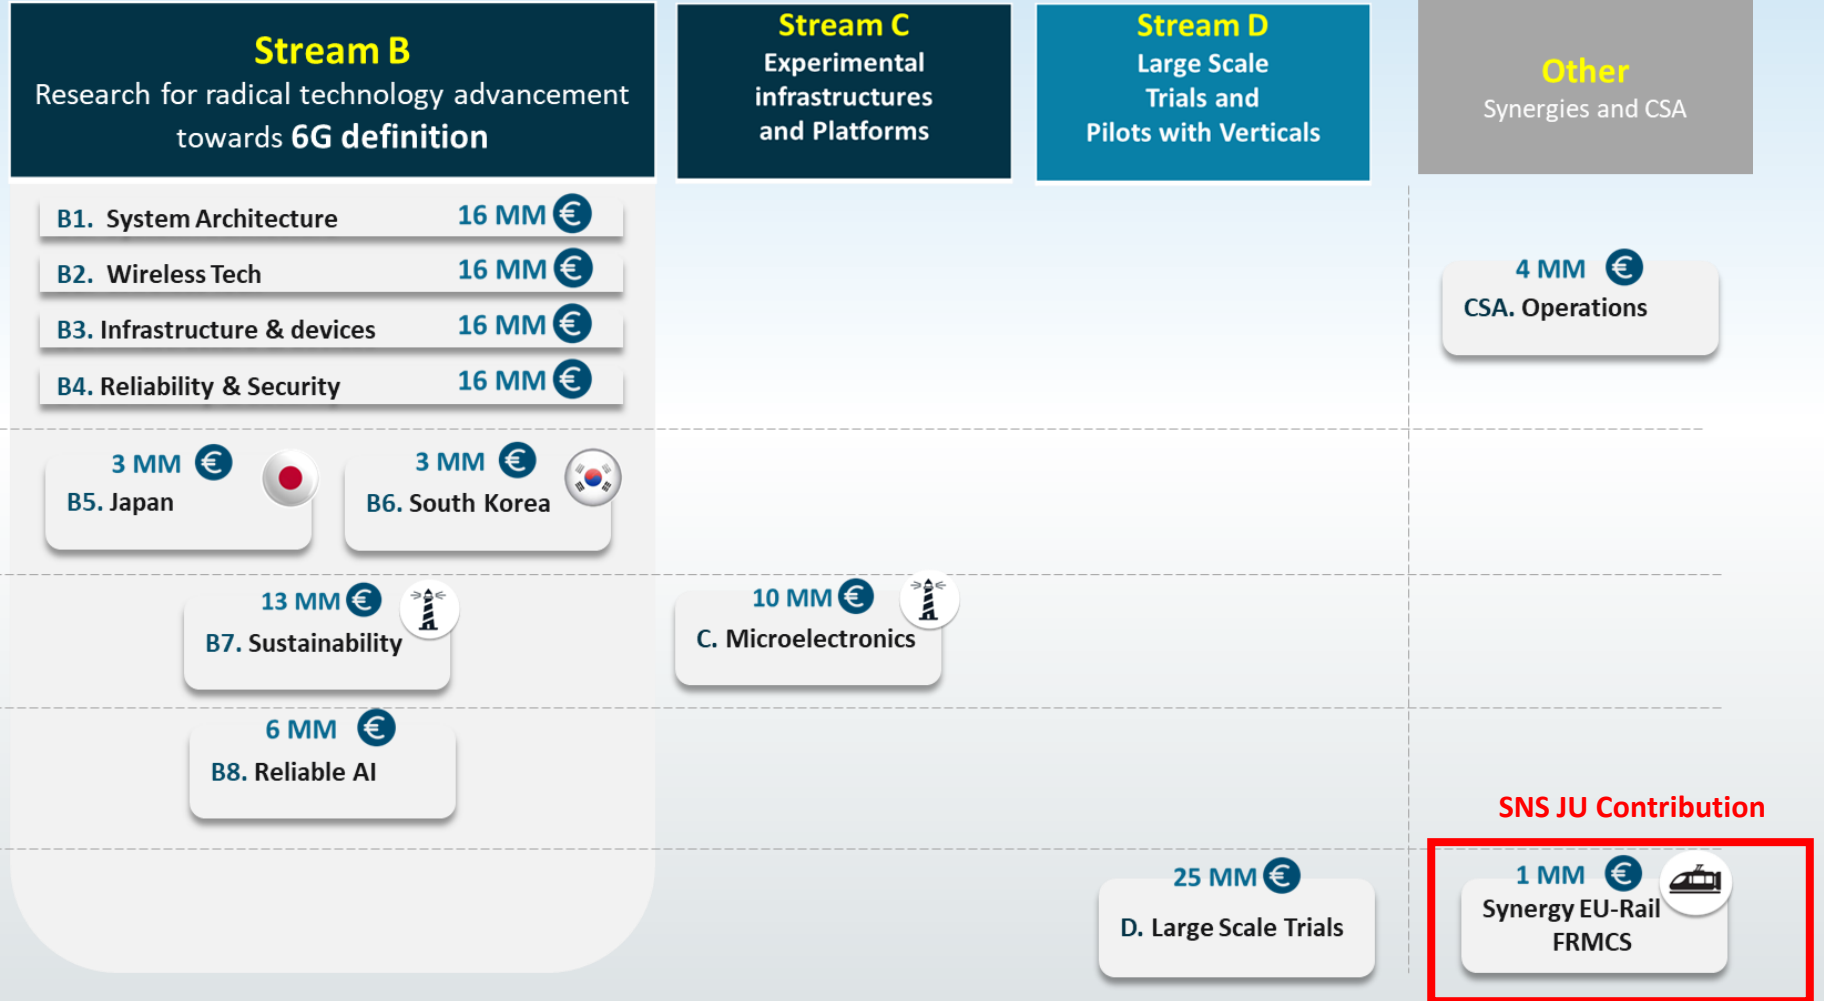 Stream B
Research for radical technology advancement
towards 6G definition
Stream C
Experimental
infrastructures
and Platforms
Stream D
Large Scale
Trials and
Pilots with Verticals
Other
Synergies and CSA
B1. System Architecture 16 MM €
B2. Wireless Tech 16 MM €
B3. Infrastructure & devices 16 MM €
B4. Reliability & Security 16 MM €
4 MM €
CSA. Operations
3 MM €
B5. Japan
3 MM €
B6. South Korea
13 MM €
B7. Sustainability
10 MM €
C. Microelectronics
6 MM €
B8. Reliable AI
25 MM €
D. Large Scale Trials
SNS JU Contribution
1 MM €
Synergy EU-Rail
FRMCS